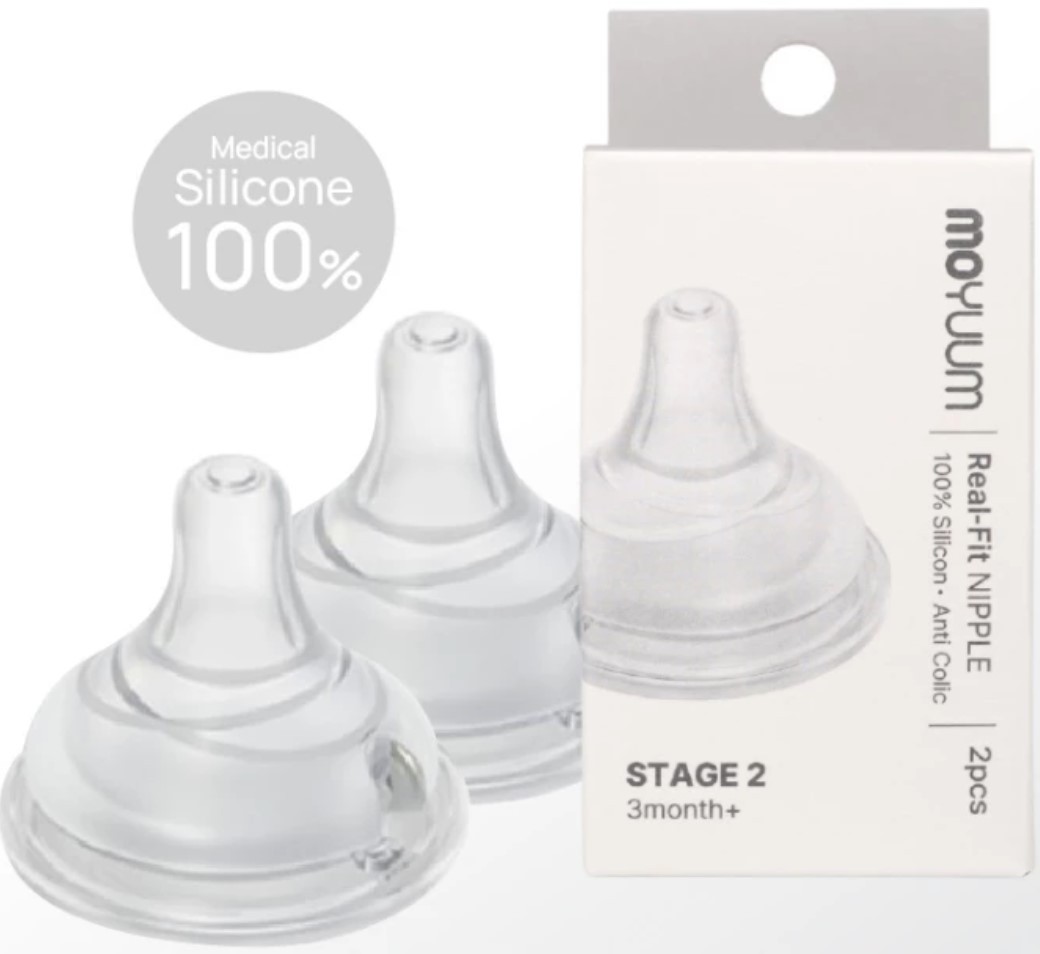 Medical
Silicone
100%
moyuum
Real-Fit NIPPLE
100% Silicon • Anti Colic
2pcs
STAGE 2
3month+